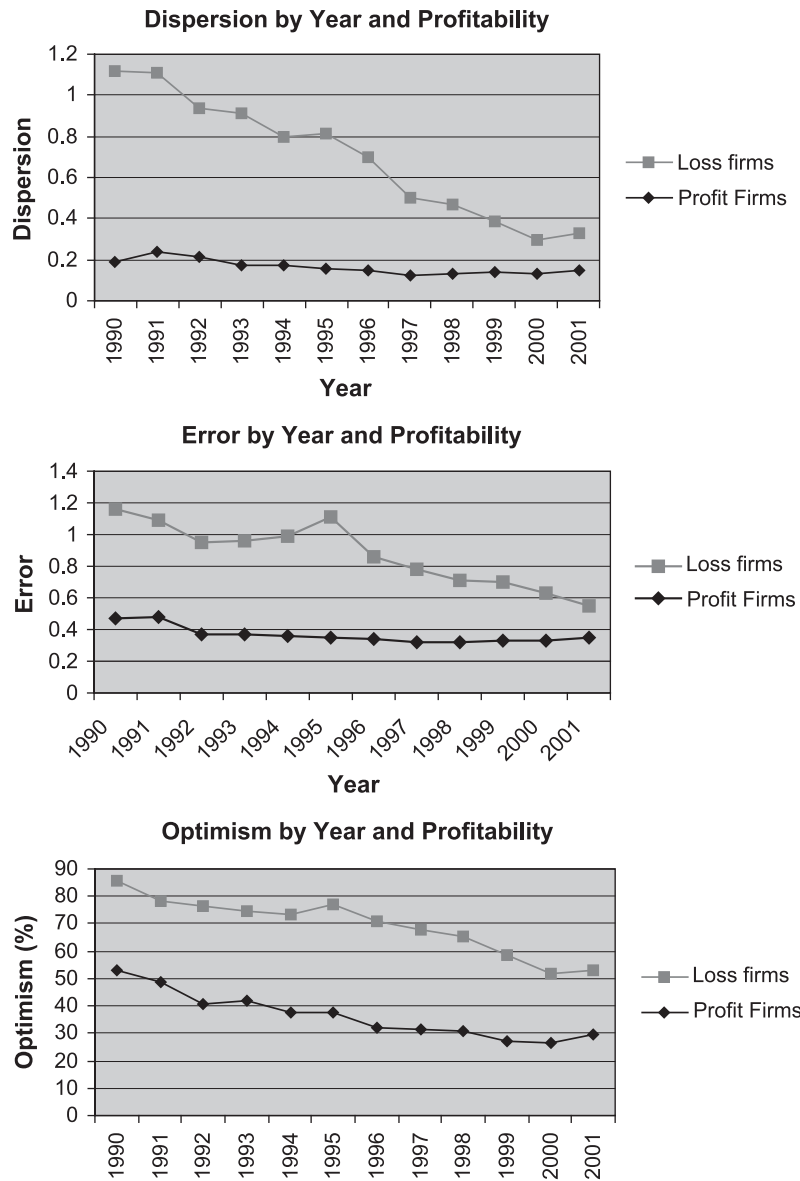 Dispersion by Year and Profitability
1.2
1
0.8
0.6
0.4
0.2
0
Dispersion
1990 1991 1992 1993 1994 1995 1996 1997 1998 1999 2000 2001
Year
Loss firms
Profit Firms
Error by Year and Profitability
1.4
1.2
1
0.8
0.6
0.4
0.2
0
Error
1990 1991 1992 1993 1994 1995 1996 1997 1998 1999 2000 2001
Year
Loss firms
Profit Firms
Optimism by Year and Profitability
90
80
70
60
50
40
30
20
10
0
Optimism (%)
1990 1991 1992 1993 1994 1995 1996 1997 1998 1999 2000 2001
Loss firms
Profit Firms